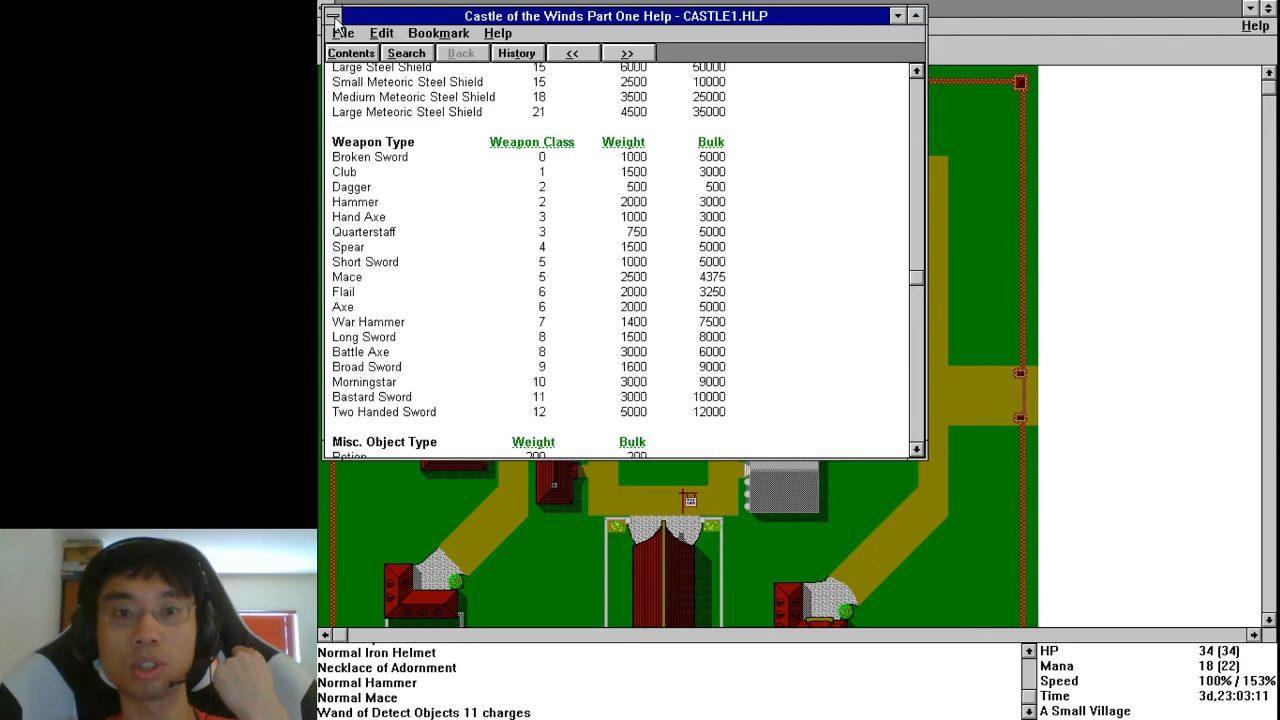 Castle of the Winds Part One Help - CASTLE1.HLP
File Edit Bookmark Help
Help
Contents Search Back History << >>
Large Steel Shield 15 6000 50000
Small Meteoric Steel Shield 15 2500 10000
Medium Meteoric Steel Shield 18 3500 25000
Large Meteoric Steel Shield 21 4500 35000
Weapon Type Weapon Class Weight Bulk
Broken Sword 0 1000 5000
Club 1 1500 3000
Dagger 2 500 500
Hammer 2 2000 3000
Hand Axe 3 1000 3000
Quarterstaff 3 750 5000
Spear 4 1500 5000
Short Sword 5 1000 5000
Mace 5 2500 4375
Flail 6 2000 3250
Axe 6 2000 5000
War Hammer 7 1400 7500
Long Sword 8 1500 8000
Battle Axe 8 3000 6000
Broad Sword 9 1600 9000
Morningstar 10 3000 9000
Bastard Sword 11 3000 10000
Two Handed Sword 12 5000 12000
Misc. Object Type Weight Bulk
Potion 200 200
Normal Iron Helmet
Necklace of Adornment
Normal Hammer
Normal Mace
Wand of Detect Objects 11 charges
HP 34 (34)
Mana 18 (22)
Speed 100% / 153%
Time 3d,23:03:11
A Small Village